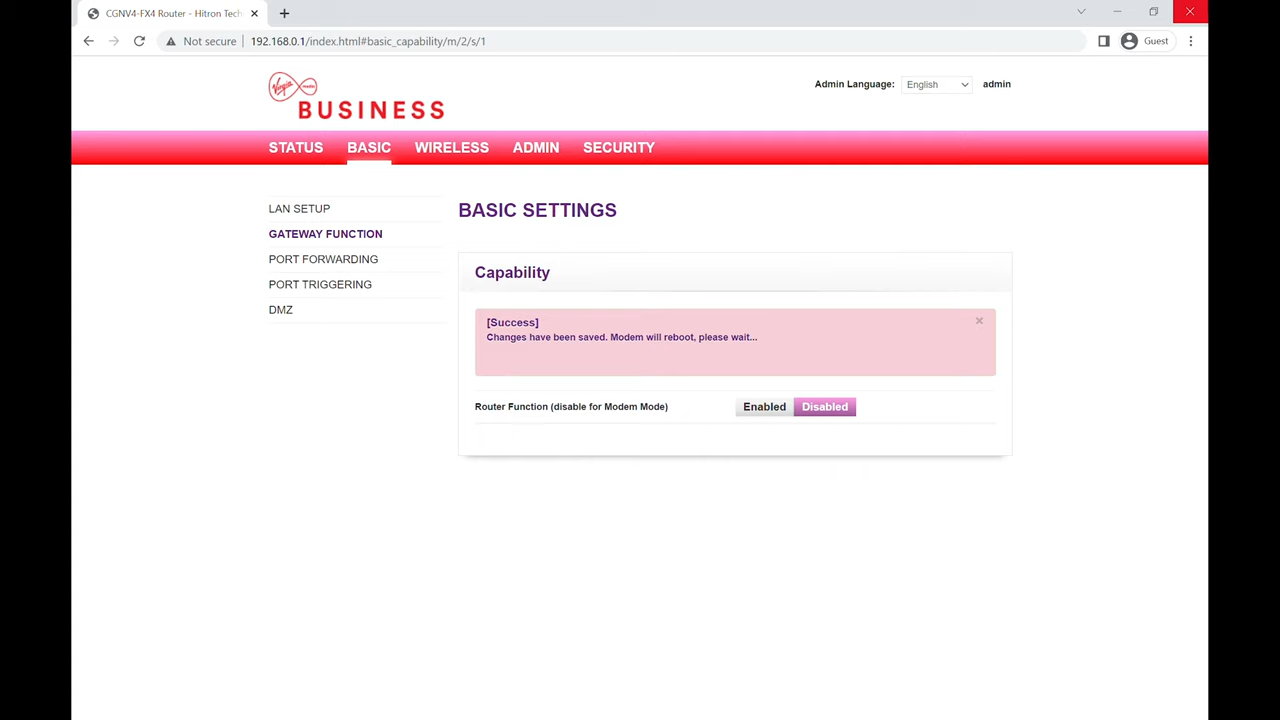 CGNV4-FX4 Router - Hitron Tech
Not secure
192.168.0.1/index.html#basic_capability/m/2/s/1
Guest
Virgin media
BUSINESS
Admin Language:
English
admin
STATUS BASIC WIRELESS ADMIN SECURITY
LAN SETUP
GATEWAY FUNCTION
PORT FORWARDING
PORT TRIGGERING
DMZ
BASIC SETTINGS
Capability
[Success]
Changes have been saved. Modem will reboot, please wait...
Router Function (disable for Modem Mode)
Enabled Disabled